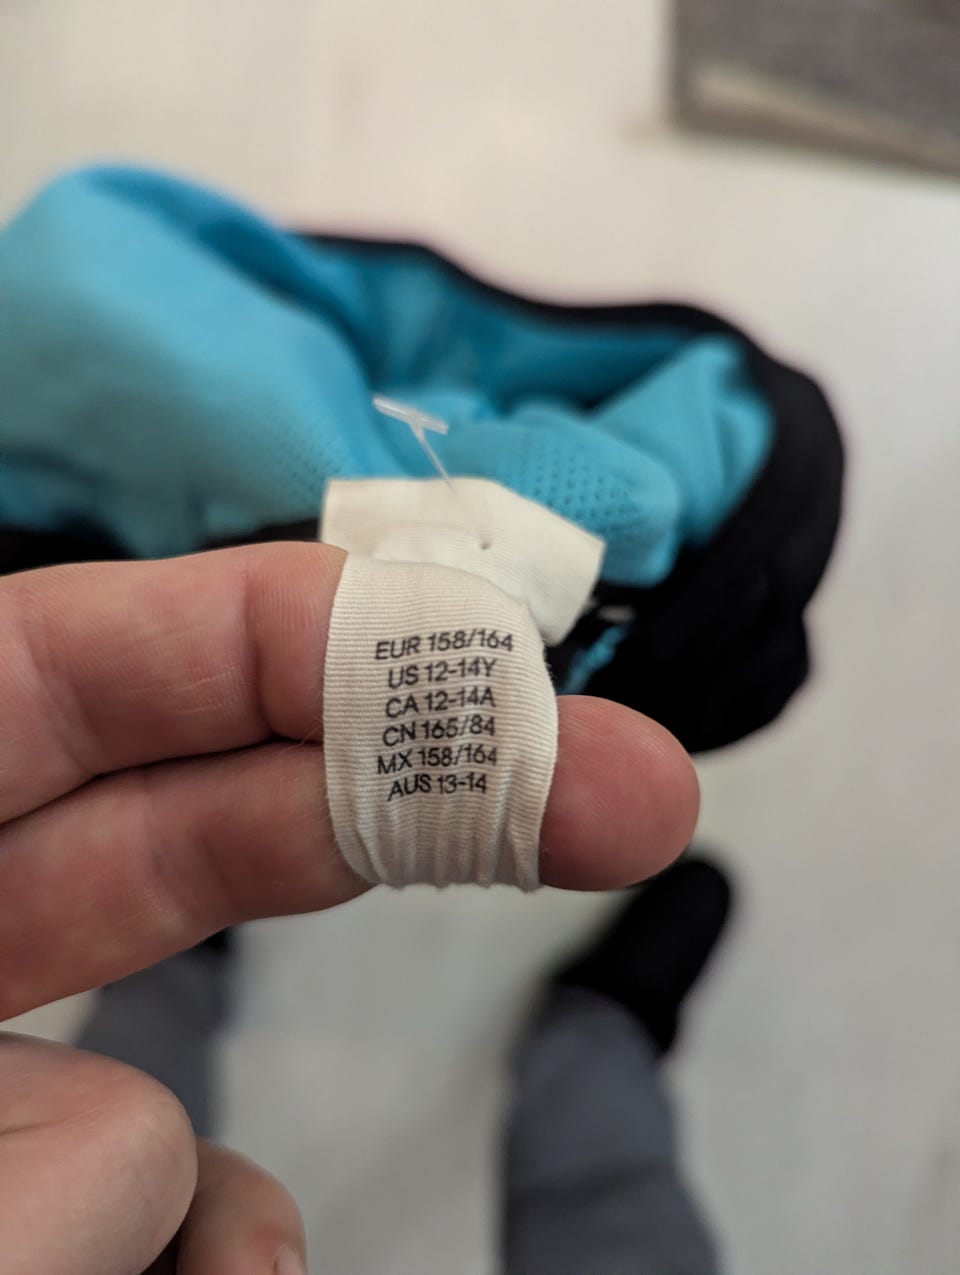 EUR 158/164
US 12-14Y
CA 12-14A
CN 165/84
MX 158/164
AUS 13-14